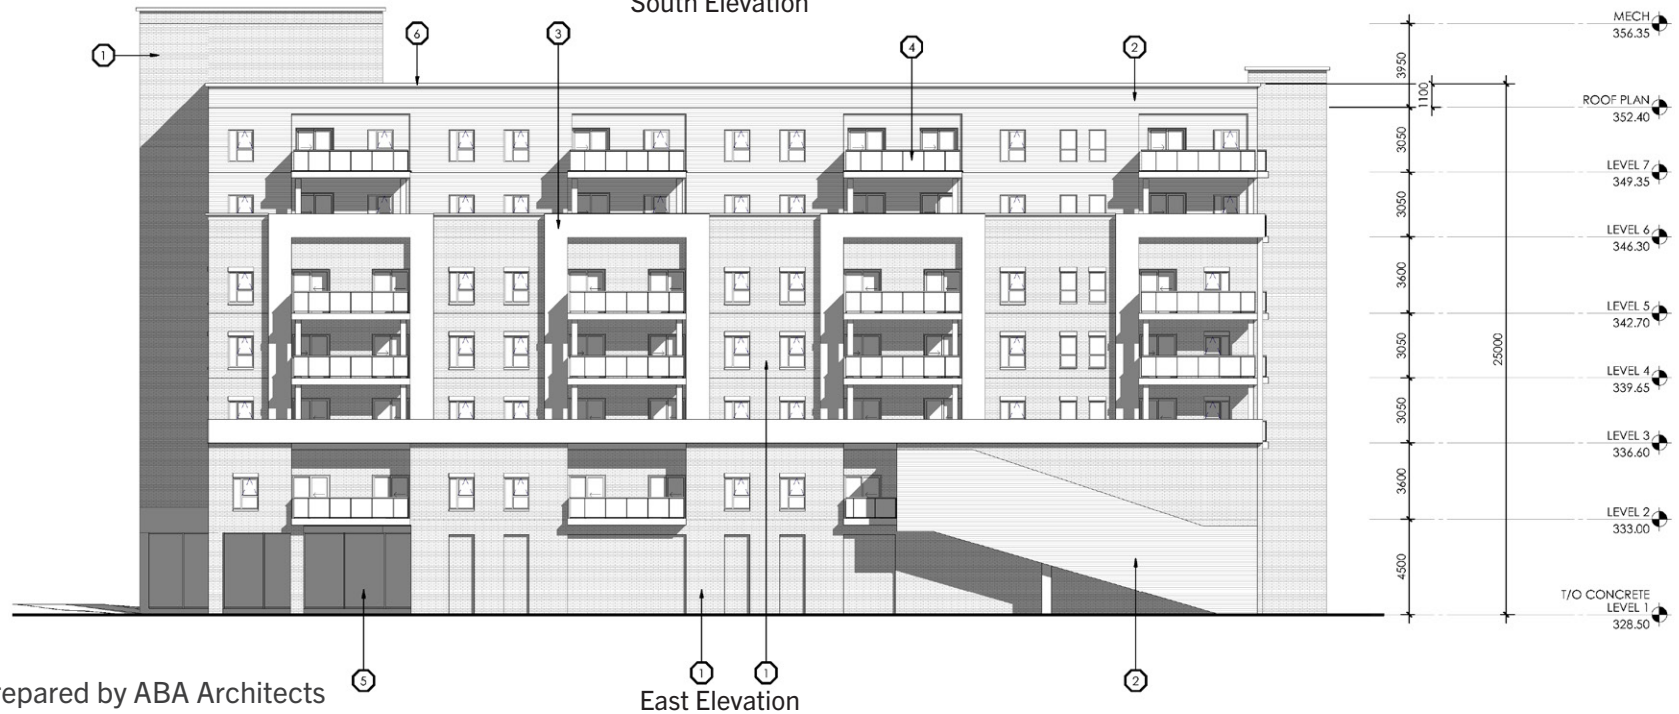 South Elevation
1
6
3
4
2
MECH
356.35
3950
1100
ROOF PLAN
352.40
3050
LEVEL 7
349.35
3050
LEVEL 6
346.30
3600
LEVEL 5
342.70
3050
25000
LEVEL 4
339.65
3050
LEVEL 3
336.60
3600
LEVEL 2
333.00
4500
T/O CONCRETE
LEVEL 1
328.50
5
1
1
2
repared by ABA Architects
East Elevation